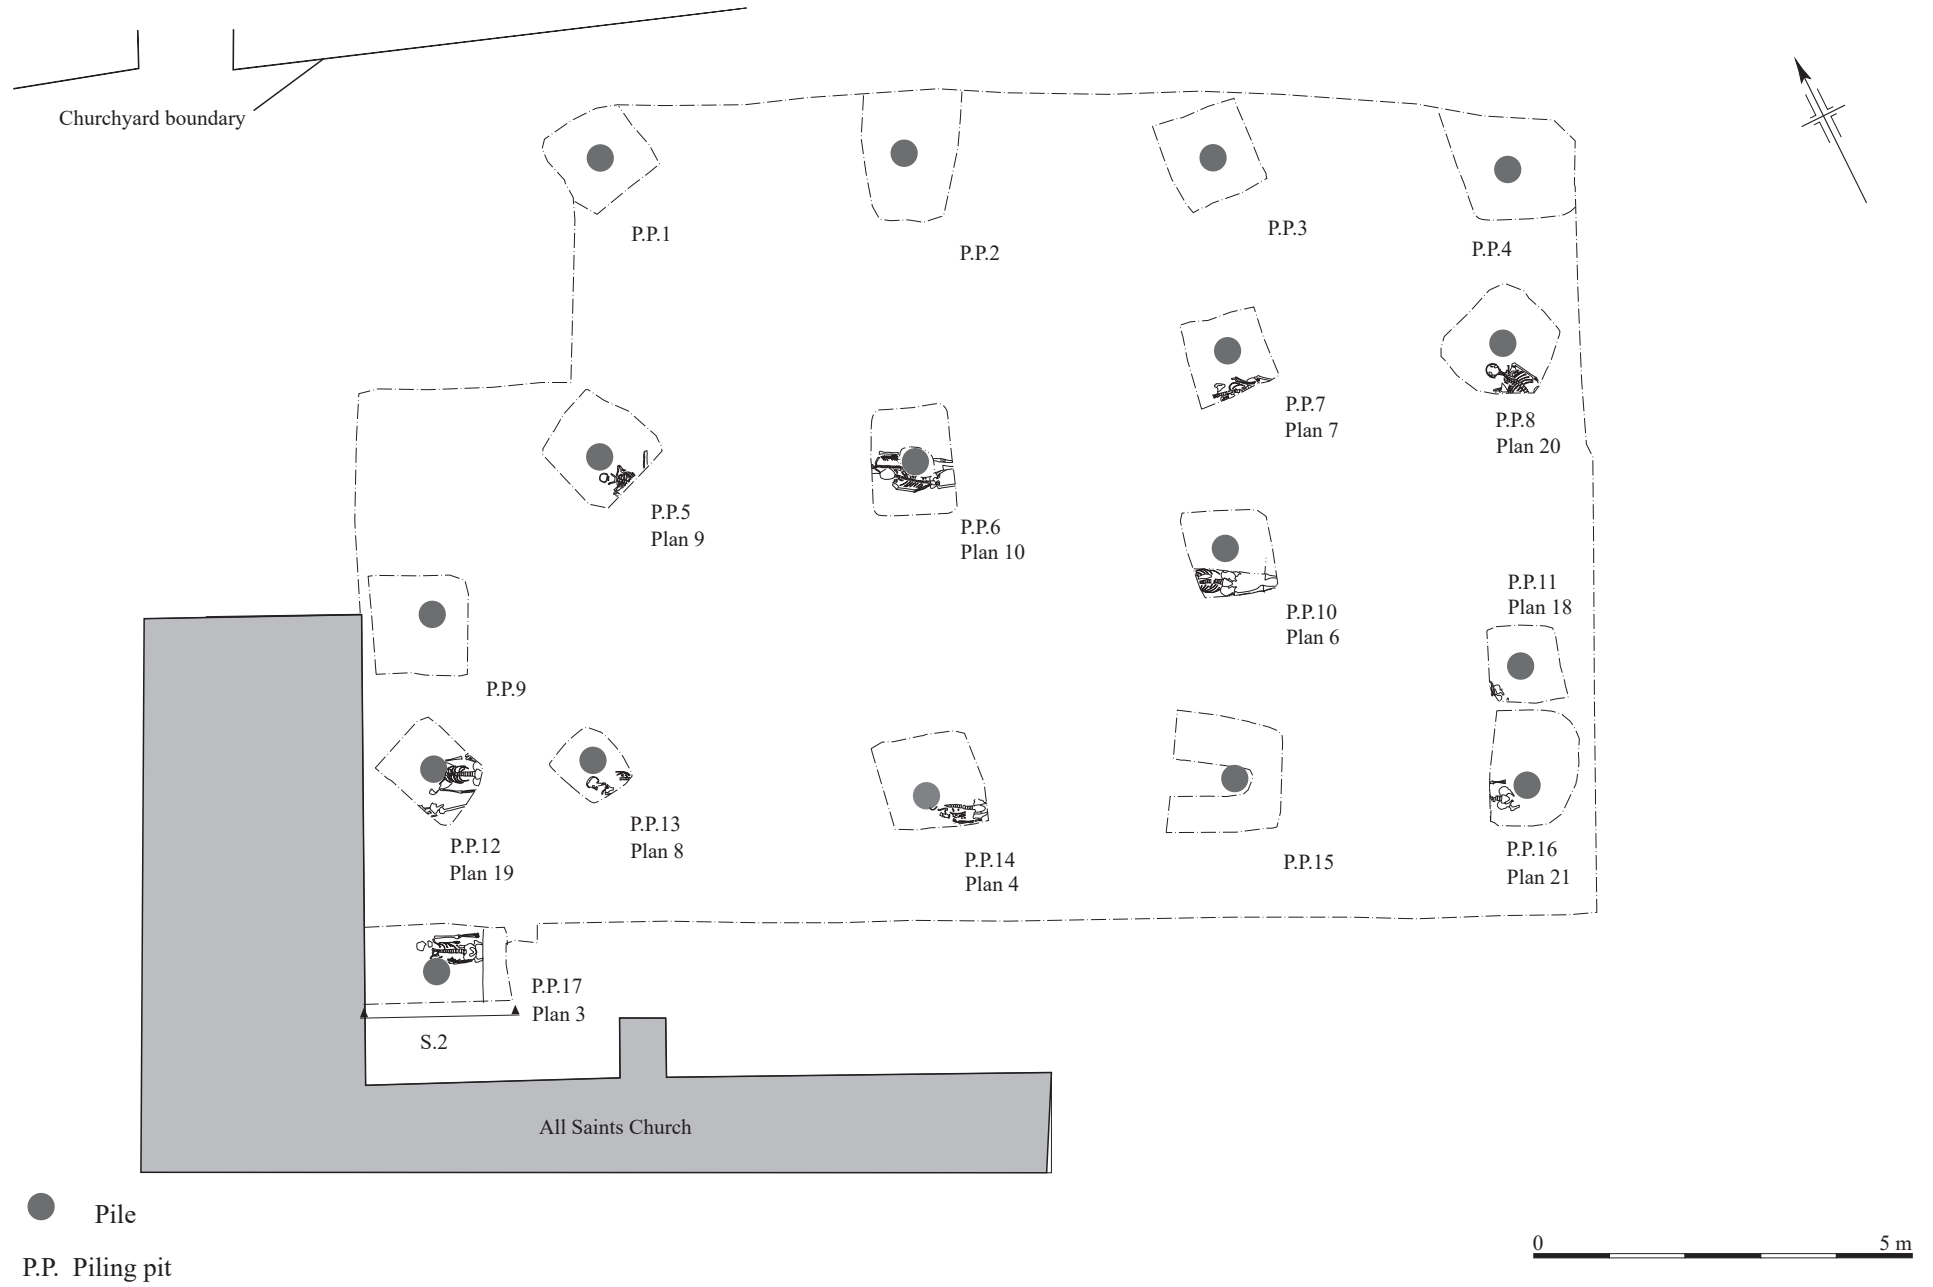 Churchyard boundary
P.P.1
P.P.2
P.P.3
P.P.4
P.P.7
Plan 7
P.P.8
Plan 20
P.P.5
Plan 9
P.P.6
Plan 10
P.P.11
Plan 18
P.P.10
Plan 6
P.P.9
P.P.12
Plan 19
P.P.13
Plan 8
P.P.14
Plan 4
P.P.15
P.P.16
Plan 21
P.P.17
Plan 3
S.2
All Saints Church
Pile
P.P. Piling pit
0 5 m